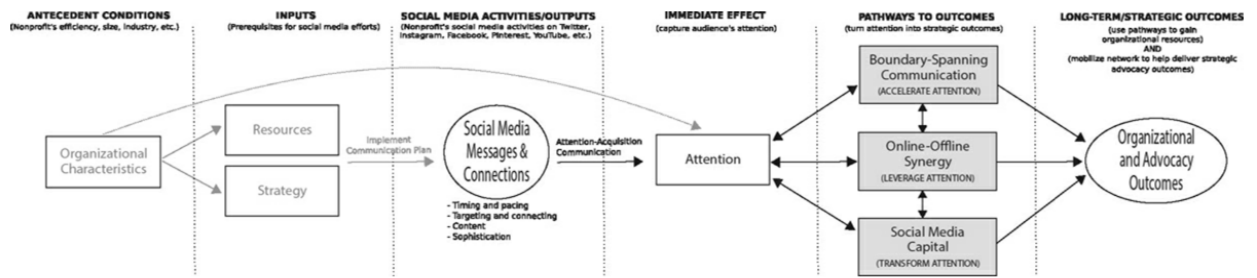 ANTECEDENT CONDITIONS
(Nonprofit's efficiency, size, industry, etc.)
INPUTS
(Prerequisites for social media efforts)
SOCIAL MEDIA ACTIVITIES/OUTPUTS
(Nonprofit's social media activities on Twitter,
Instagram, Facebook, Pinterest, YouTube, etc.)
IMMEDIATE EFFECT
(capture audience's attention)
PATHWAYS TO OUTCOMES
(turn attention into strategic outcomes)
LONG-TERM/STRATEGIC OUTCOMES
(use pathways to gain
organizational resources)
AND
(mobilize network to help deliver strategic
advocacy outcomes)
Organizational
Characteristics
Resources
Strategy
Implement
Communication Plan
Social Media
Messages &
Connections
- Timing and pacing
- Targeting and connecting
- Content
- Sophistication
Attention-Acquisition
Communication
Attention
Boundary-Spanning
Communication
(ACCELERATE ATTENTION)
Online-Offline
Synergy
(LEVERAGE ATTENTION)
Social Media
Capital
(TRANSFORM ATTENTION)
Organizational
and Advocacy
Outcomes